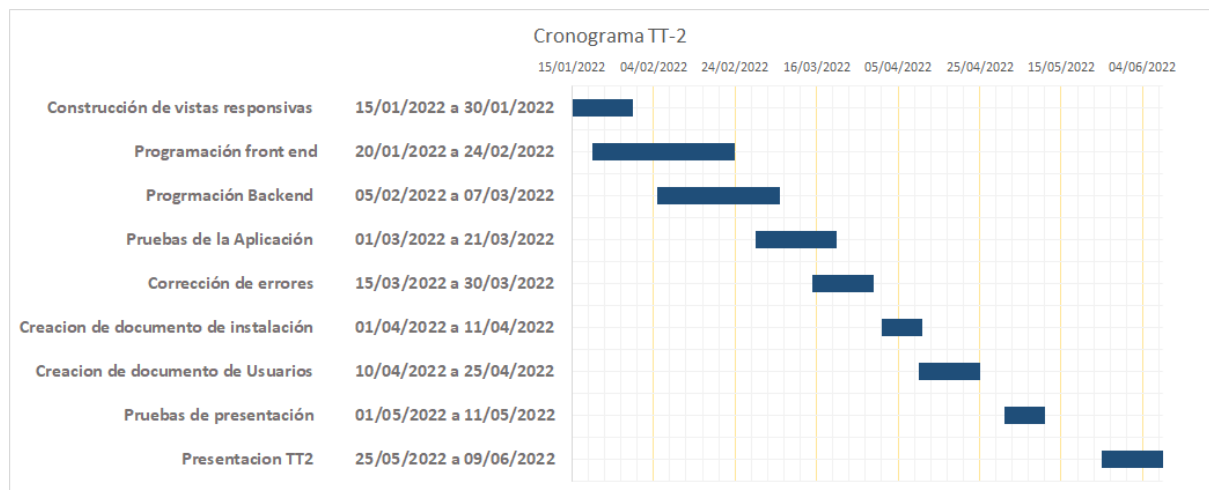 Cronograma TT-2
15/01/2022 04/02/2022 24/02/2022 16/03/2022 05/04/2022 25/04/2022 15/05/2022 04/06/2022
Construcción de vistas responsivas 15/01/2022 a 30/01/2022
Programación front end 20/01/2022 a 24/02/2022
Progrmación Backend 05/02/2022 a 07/03/2022
Pruebas de la Aplicación 01/03/2022 a 21/03/2022
Corrección de errores 15/03/2022 a 30/03/2022
Creacion de documento de instalación 01/04/2022 a 11/04/2022
Creacion de documento de Usuarios 10/04/2022 a 25/04/2022
Pruebas de presentación 01/05/2022 a 11/05/2022
Presentacion TT2 25/05/2022 a 09/06/2022